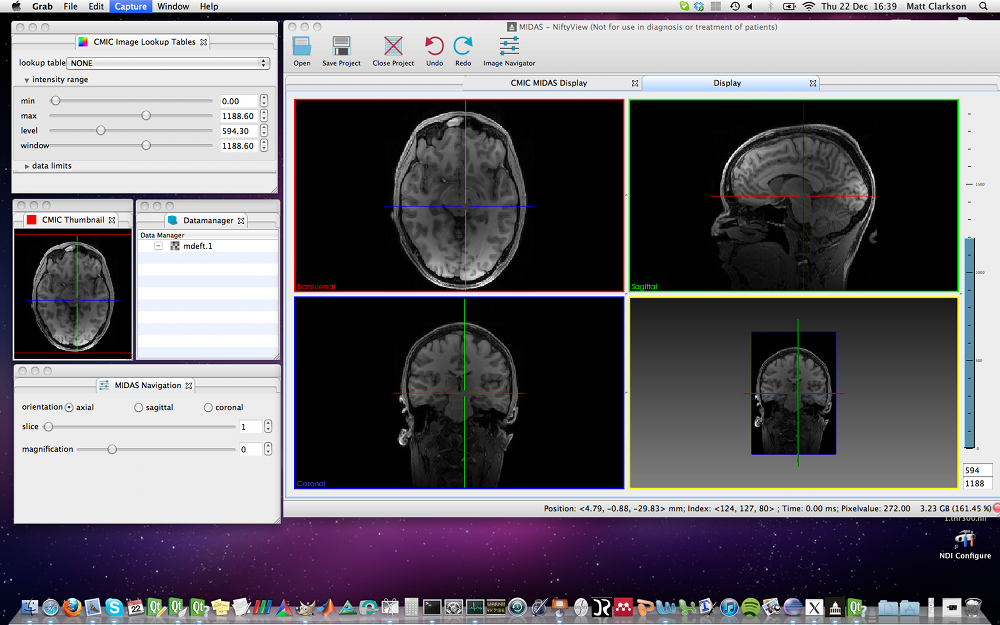 Grab File Edit Capture Window Help
Thu 22 Dec 16:39 Matt Clarkson
CMIC Image Lookup Tables
lookup table NONE
intensity range
min 0.00
max 1188.60
level 594.30
window 1188.60
data limits
CMIC Thumbnail
Datamanager
Data Manager
mdeft.1
MIDAS Navigation
orientation axial sagittal coronal
slice 1
magnification 0
MIDAS - NiftyView (Not for use in diagnosis or treatment of patients)
Open Save Project Close Project Undo Redo Image Navigator
CMIC MIDAS Display
Display
Transversal
Sagittal
Coronal
1500
1000
500
0
594
1188
Position: <4.79, -0.88, -29.83> mm; Index: <124, 127, 80> ; Time: 0.00 ms; Pixelvalue: 272.00 3.23 GB (161.45 %)
NDI Configure